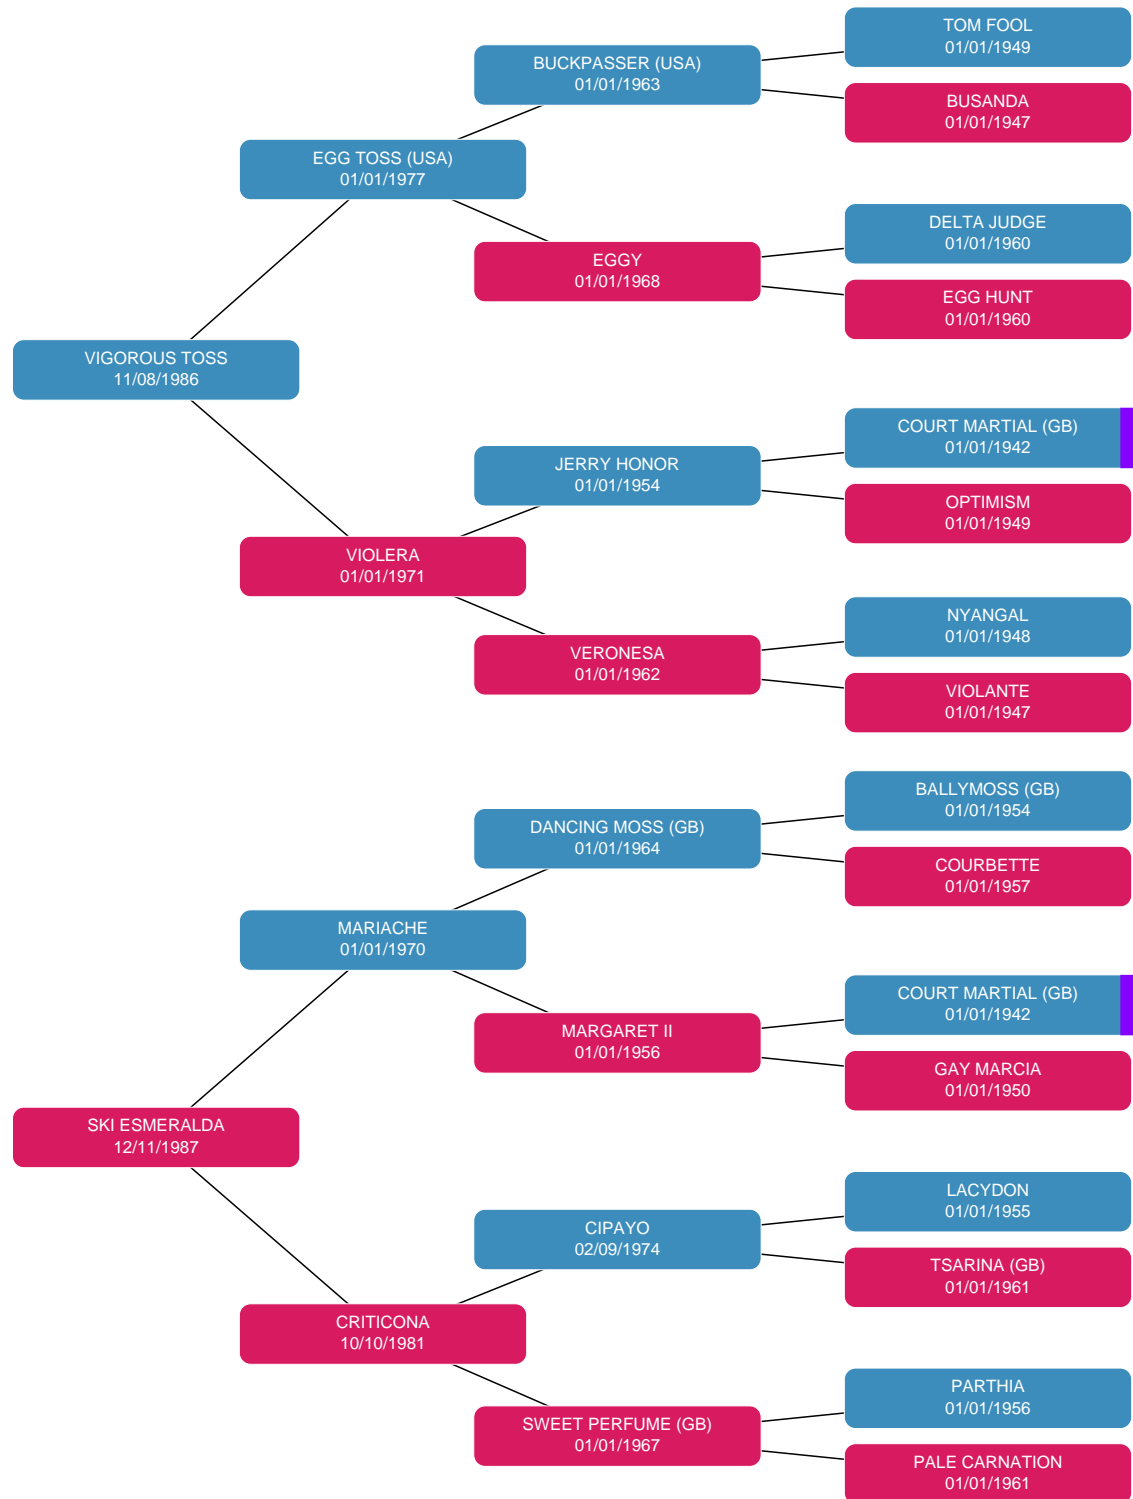 TOM FOOL
01/01/1949
BUCKPASSER (USA)
01/01/1963
BUSANDA
01/01/1947
EGG TOSS (USA)
01/01/1977
DELTA JUDGE
01/01/1960
EGGY
01/01/1968
EGG HUNT
01/01/1960
VIGOROUS TOSS
11/08/1986
COURT MARTIAL (GB)
01/01/1942
JERRY HONOR
01/01/1954
OPTIMISM
01/01/1949
VIOLERA
01/01/1971
NYANGAL
01/01/1948
VERONESA
01/01/1962
VIOLANTE
01/01/1947
BALLYMOSS (GB)
01/01/1954
DANCING MOSS (GB)
01/01/1964
COURBETTE
01/01/1957
MARIACHE
01/01/1970
COURT MARTIAL (GB)
01/01/1942
MARGARET II
01/01/1956
GAY MARCIA
01/01/1950
SKI ESMERALDA
12/11/1987
LACYDON
01/01/1955
CIPAYO
02/09/1974
TSARINA (GB)
01/01/1961
CRITICONA
10/10/1981
PARTHIA
01/01/1956
SWEET PERFUME (GB)
01/01/1967
PALE CARNATION
01/01/1961